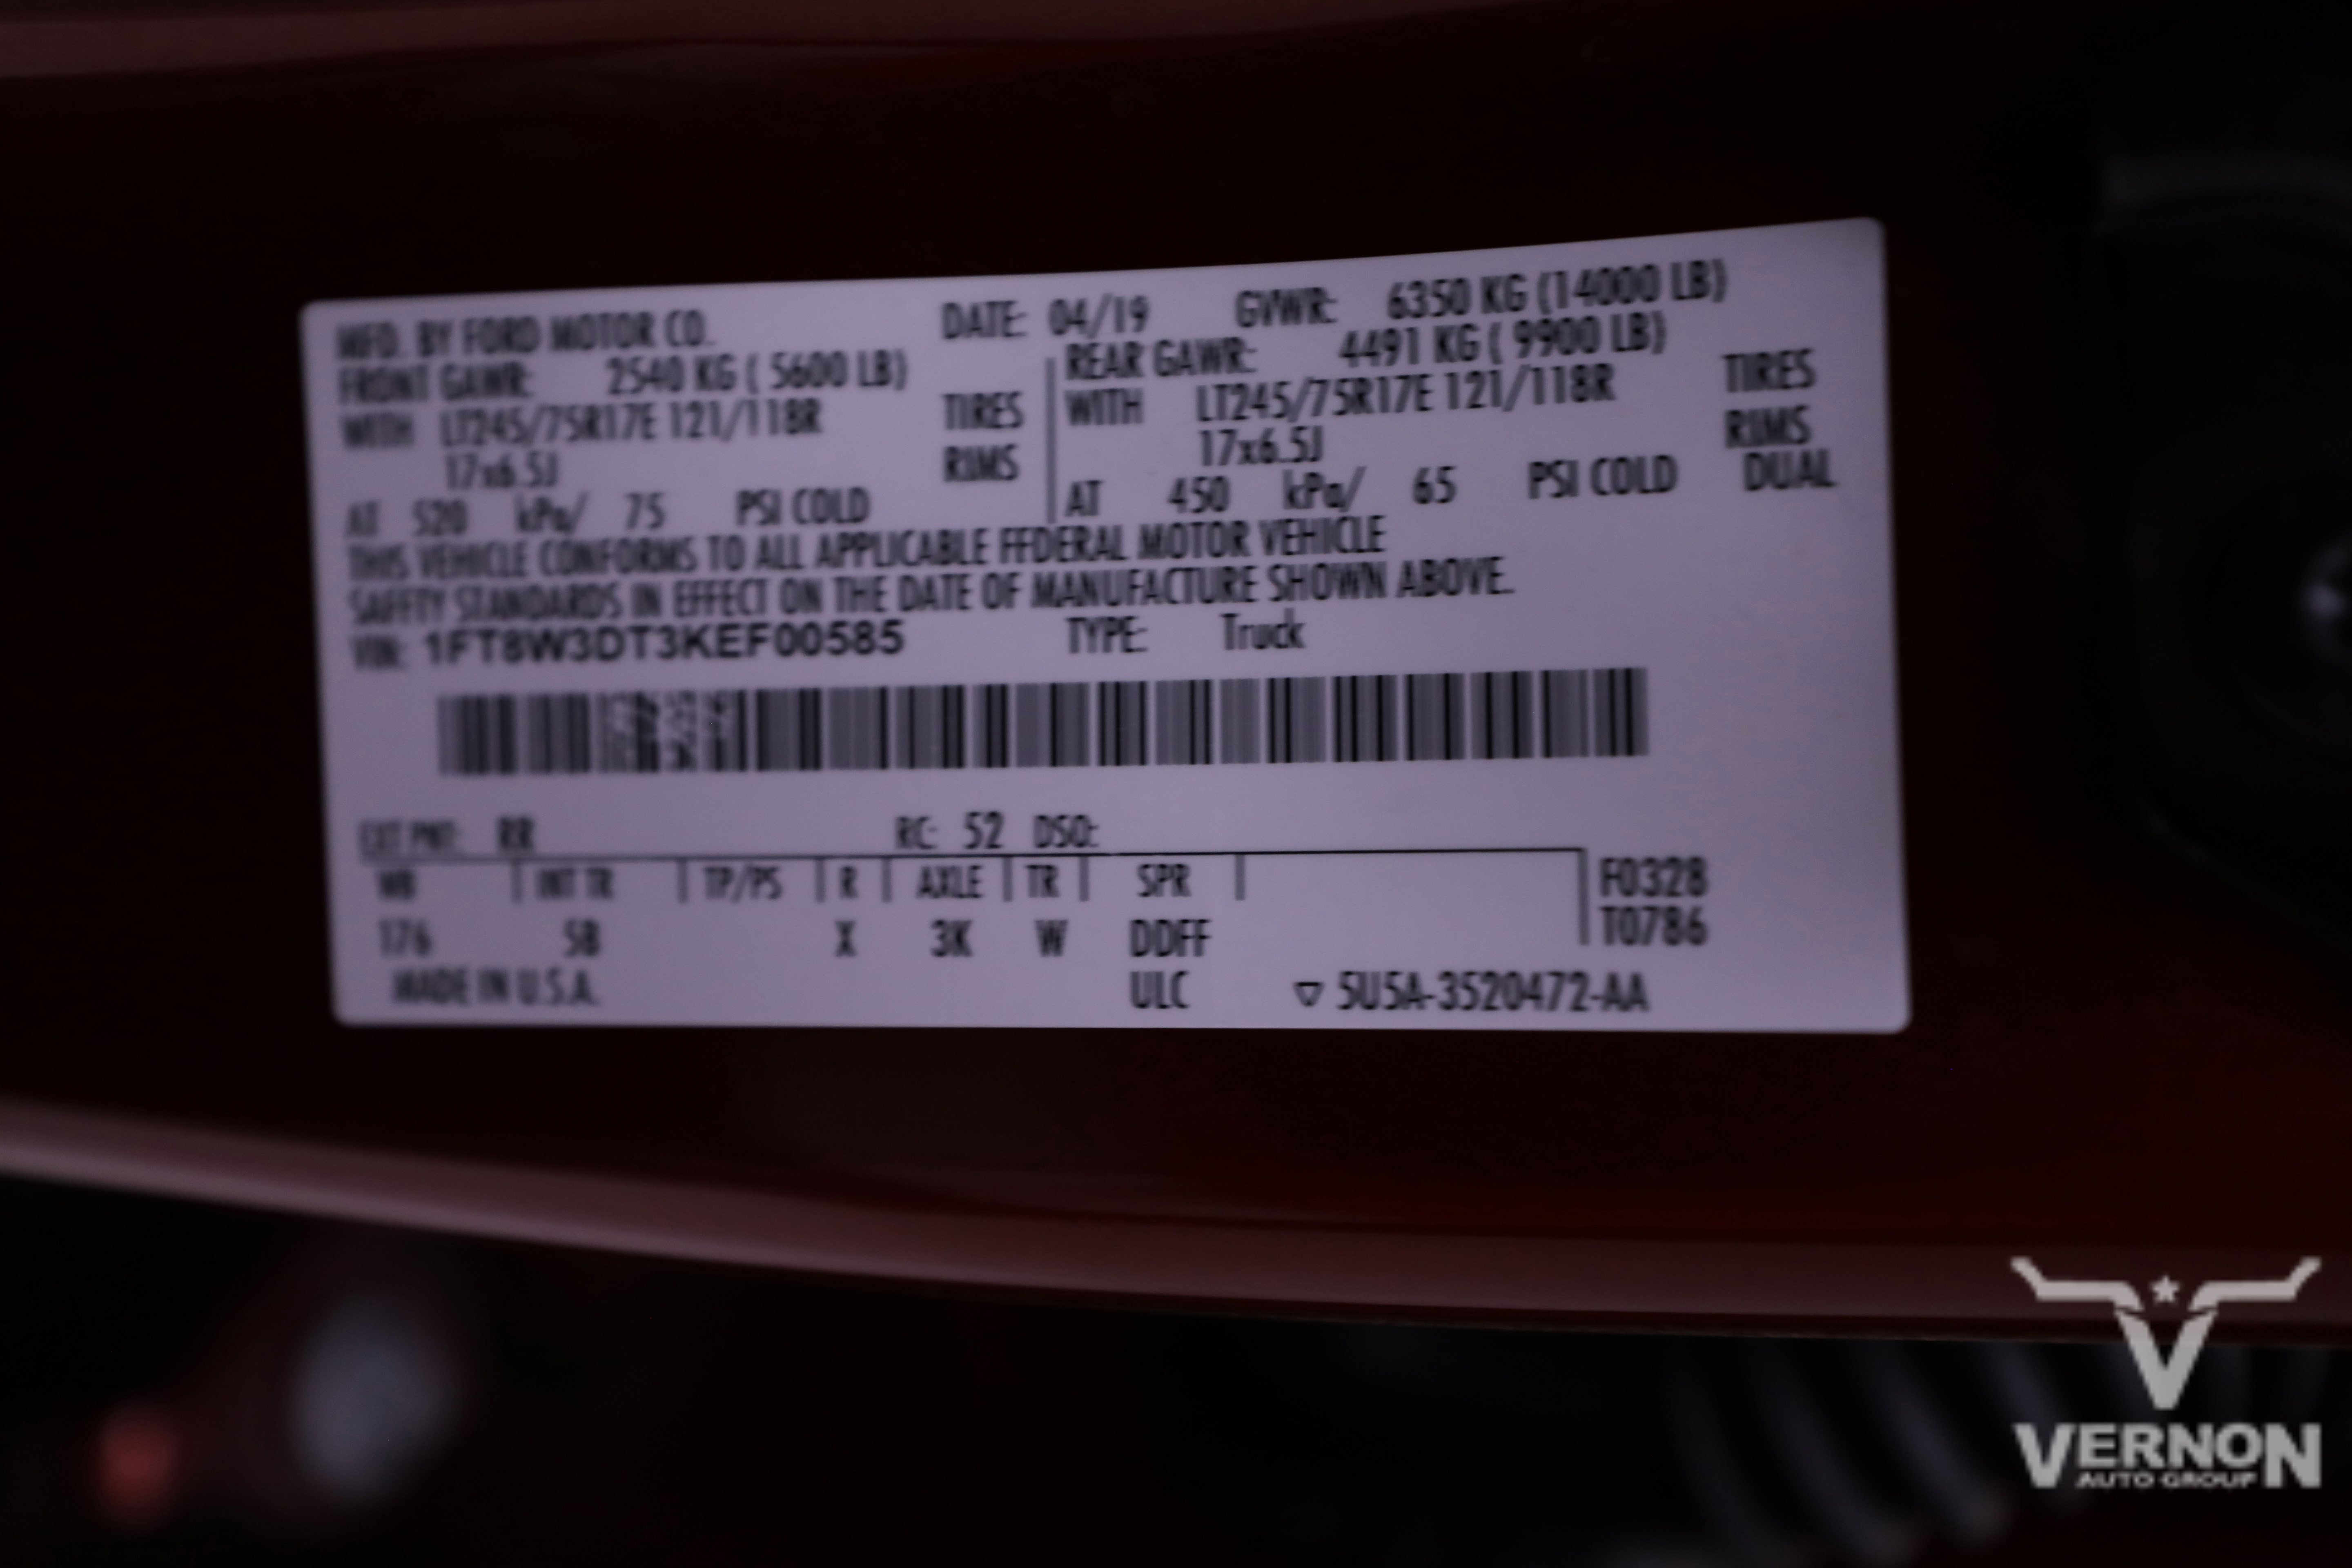 MFD. BY FORD MOTOR CO. DATE: 04/19 GVWR: 6350 KG (14000 LB)
FRONT GAWR: 2540 KG ( 5600 LB) REAR GAWR: 4491 KG ( 9900 LB)
WITH LT245/75R17E 121/118R TIRES WITH LT245/75R17E 121/118R TIRES
17x6.5J RIMS 17x6.5J RIMS
AT 520 kPa/ 75 PSI COLD AT 450 kPa/ 65 PSI COLD DUAL
THIS VEHICLE CONFORMS TO ALL APPLICABLE FFDERAL MOTOR VEHICLE
SAFFTY STANDARDS IN EFFECT ON THE DATE OF MANUFACTURE SHOWN ABOVE.
VIN: 1FT8W3DT3KEF00585 TYPE: Truck
EXT PNT: RR RC: 52 DSO:
WB INT TR TP/PS R AXLE TR SPR F0328
176 5B X 3K W DDFF T0786
MADE IN U.S.A. ULC ▽ 5U5A-3520472-AA
VERNON
AUTO GROUP